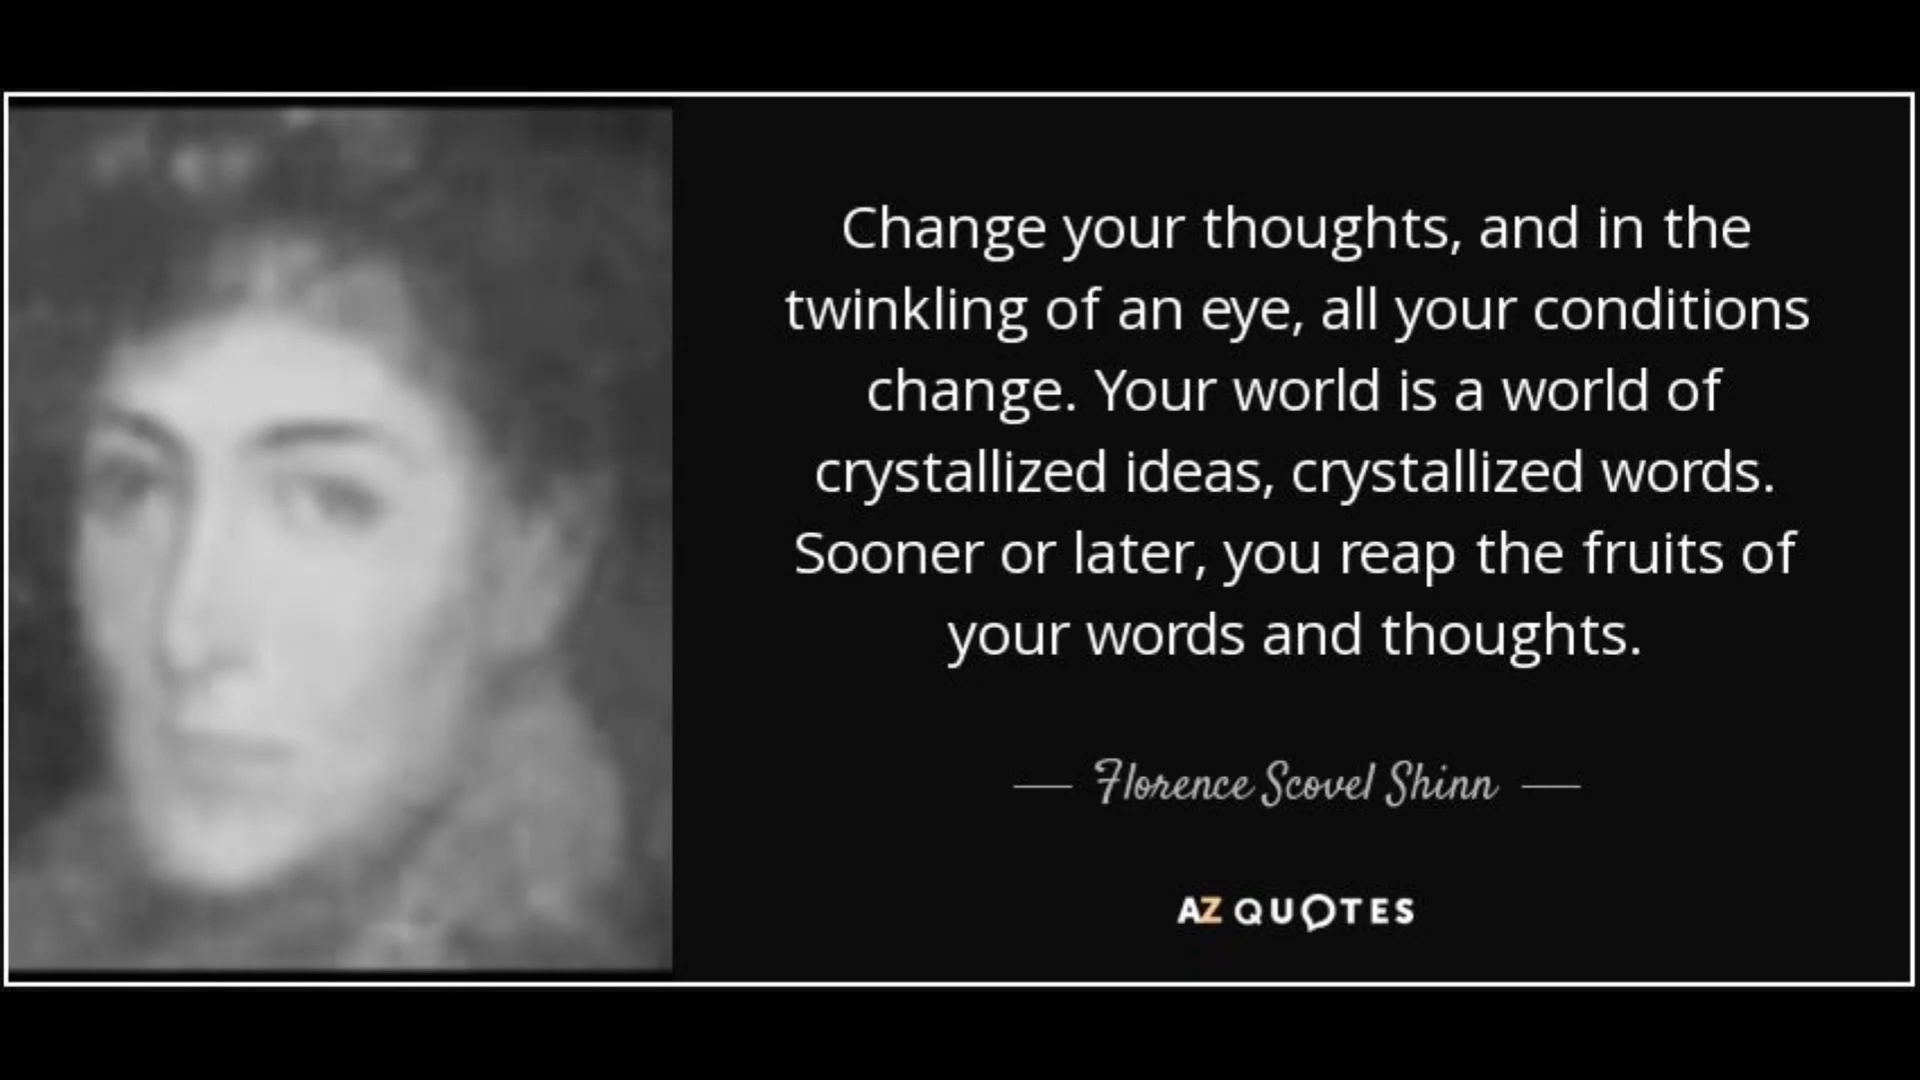 Change your thoughts, and in the
twinkling of an eye, all your conditions
change. Your world is a world of
crystallized ideas, crystallized words.
Sooner or later, you reap the fruits of
your words and thoughts.
— Florence Scovel Shinn —
AZ QUOTES